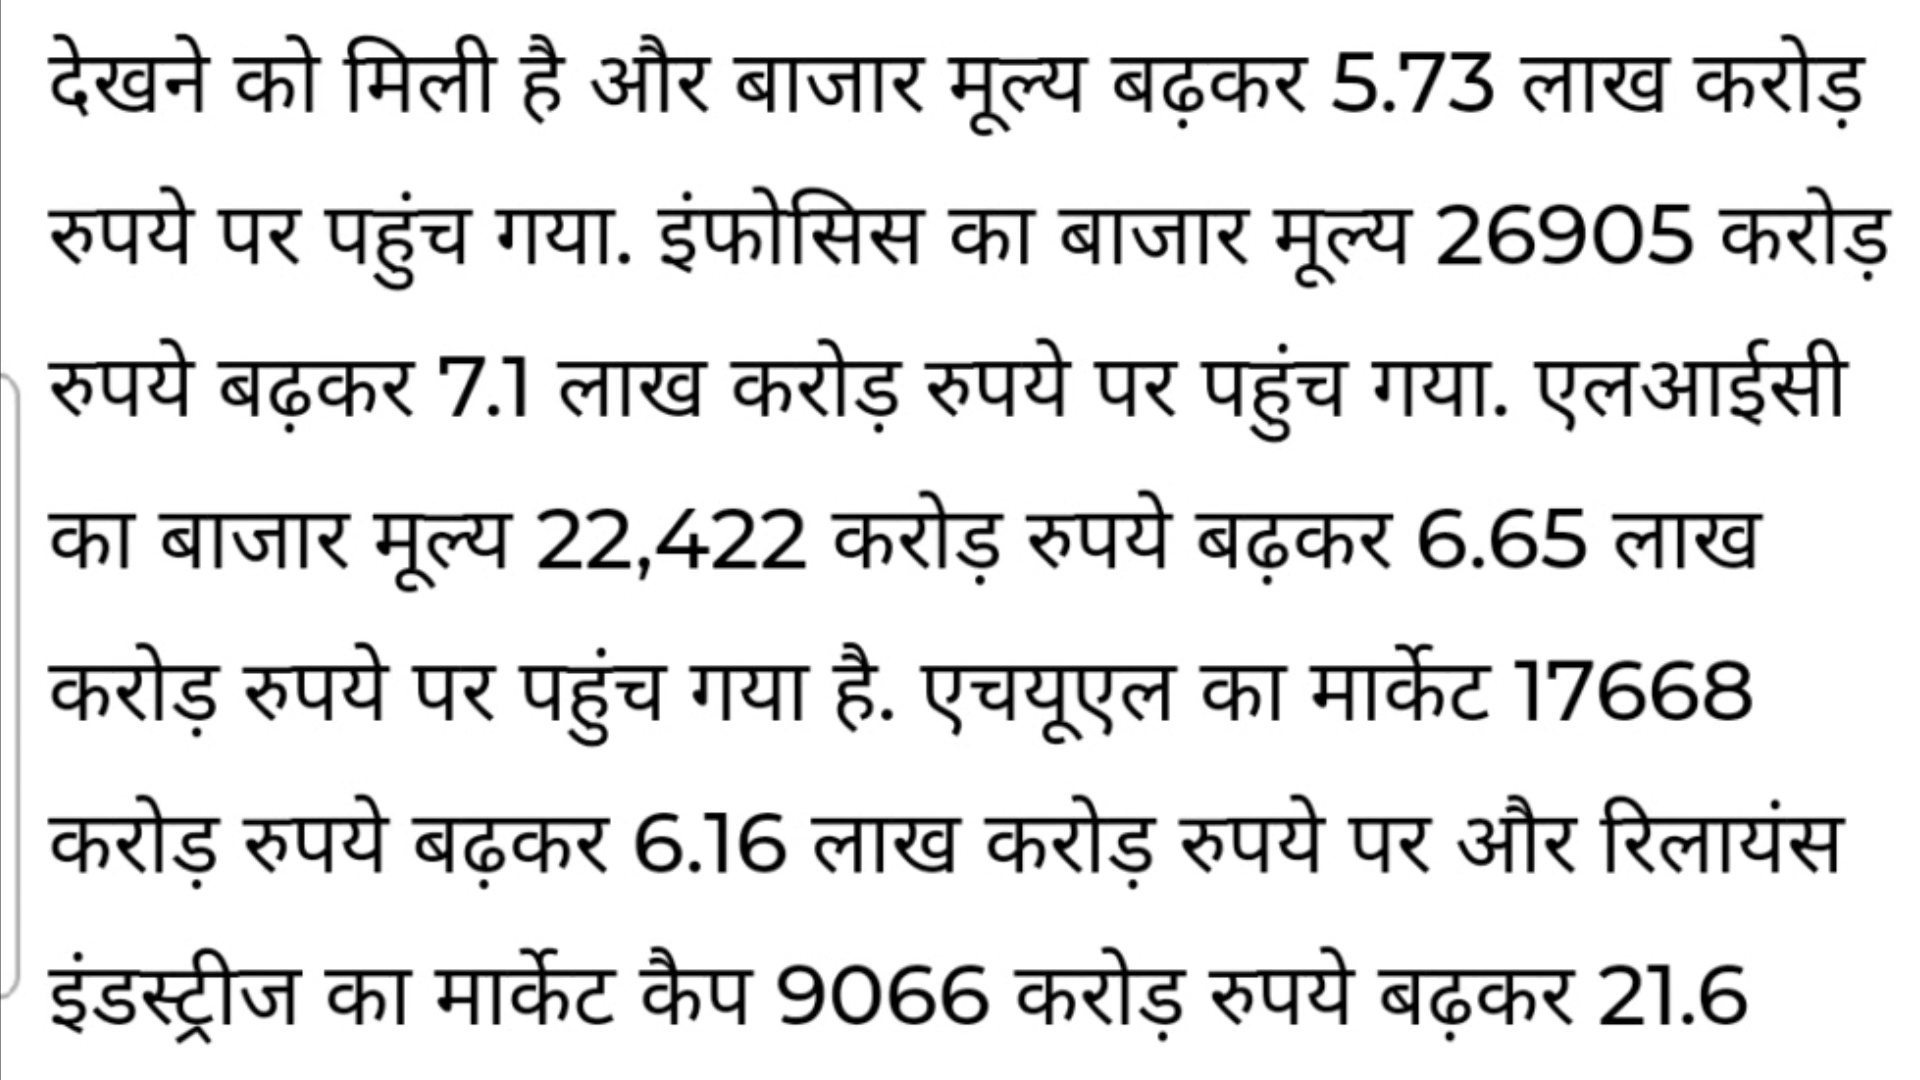 देखने को मिली है और बाजार मूल्य बढ़कर 5.73 लाख करोड़
रुपये पर पहुंच गया. इंफोसिस का बाजार मूल्य 26905 करोड़
रुपये बढ़कर 7.1 लाख करोड़ रुपये पर पहुंच गया. एलआईसी
का बाजार मूल्य 22,422 करोड़ रुपये बढ़कर 6.65 लाख
करोड़ रुपये पर पहुंच गया है. एचयूएल का मार्केट 17668
करोड़ रुपये बढ़कर 6.16 लाख करोड़ रुपये पर और रिलायंस
इंडस्ट्रीज का मार्केट कैप 9066 करोड़ रुपये बढ़कर 21.6